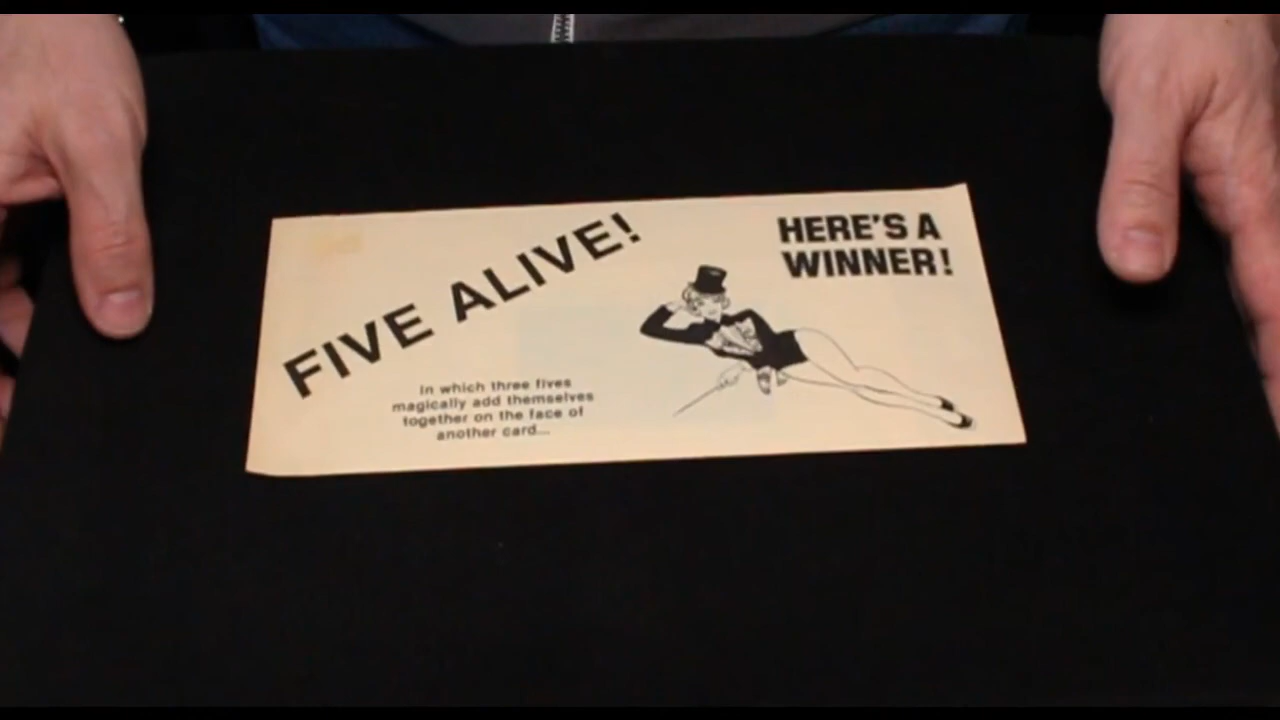 FIVE ALIVE!
HERE'S A
WINNER!
In which three fives
magically add themselves
together on the face of
another card...